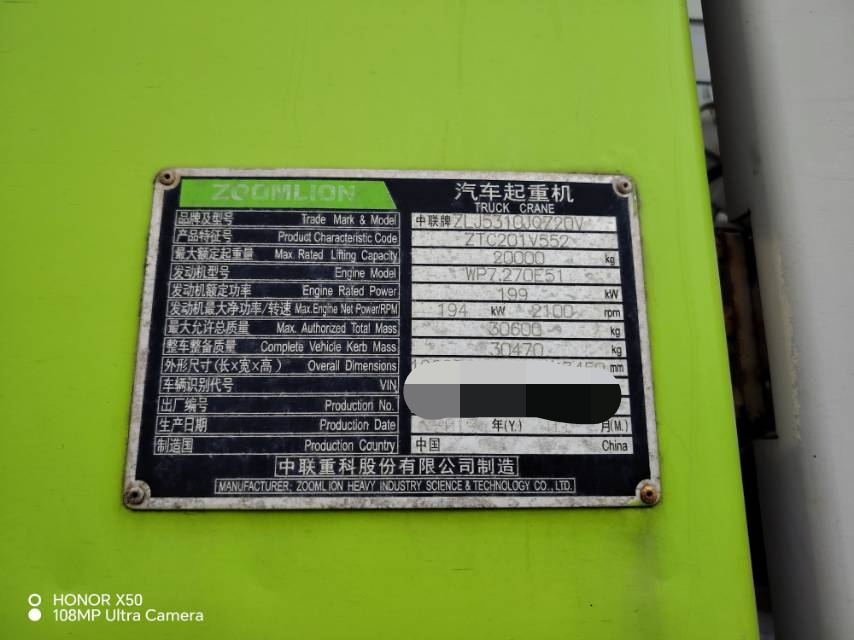 ZOOMLION
汽车起重机
TRUCK CRANE
品牌及型号 Trade Mark & Model 中联牌
产品特征号 Product Characteristic Code ZTC201V552
最大额定起重量 Max. Rated Lifting Capacity 20000 kg
发动机型号 Engine Model WP7.270E51
发动机额定功率 Engine Rated Power 199 kW
发动机最大净功率/转速 Max.Engine Net Power/RPM 194 kW 2100 rpm
最大允许总质量 Max. Authorized Total Mass 30600 kg
整车整备质量 Complete Vehicle Kerb Mass 30470 kg
外形尺寸(长×宽×高) Overall Dimensions mm
车辆识别代号 VIN
出厂编号 Production No.
生产日期 Production Date 年(Y.) 月(M.)
制造国 Production Country 中国 China
中联重科股份有限公司制造
MANUFACTURER: ZOOMLION HEAVY INDUSTRY SCIENCE & TECHNOLOGY CO., LTD.
HONOR X50
108MP Ultra Camera